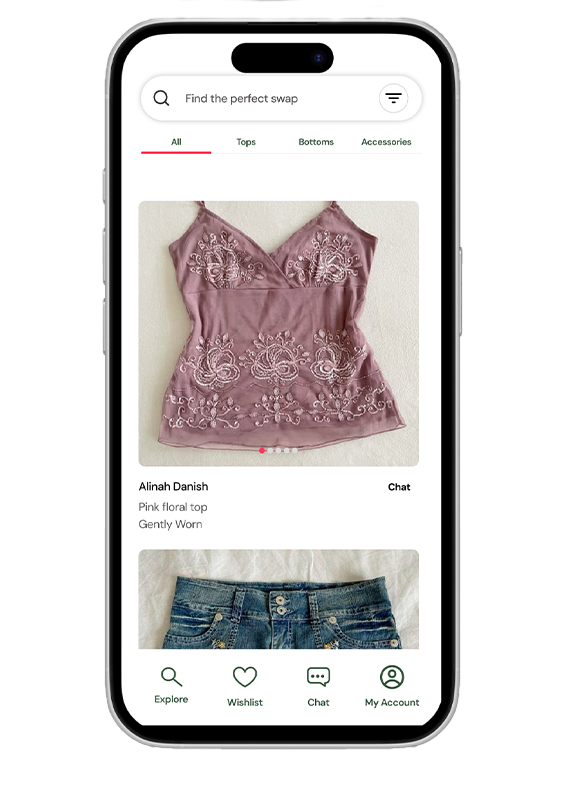 Find the perfect swap
All Tops Bottoms Accessories
Alinah Danish Chat
Pink floral top
Gently Worn
Explore Wishlist Chat My Account